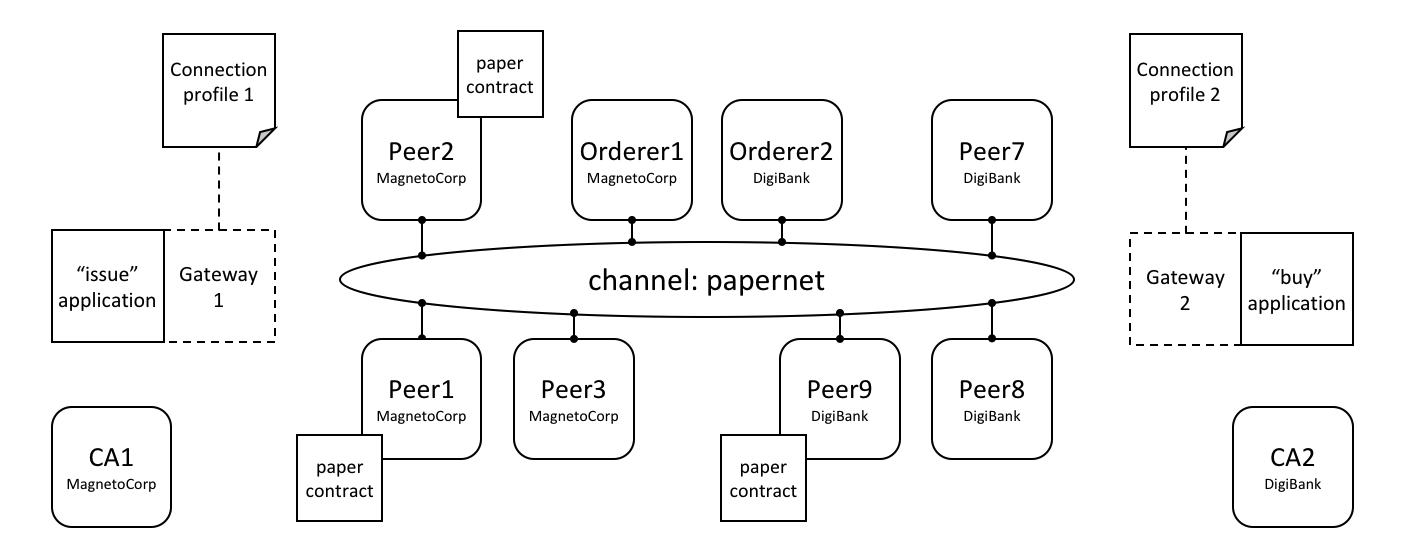 Connection
profile 1
paper
contract
Connection
profile 2
Peer2
MagnetoCorp
Orderer1
MagnetoCorp
Orderer2
DigiBank
Peer7
DigiBank
“issue”
application
Gateway
1
channel: papernet
Gateway
2
“buy”
application
Peer1
MagnetoCorp
Peer3
MagnetoCorp
Peer9
DigiBank
Peer8
DigiBank
CA1
MagnetoCorp
paper
contract
paper
contract
CA2
DigiBank